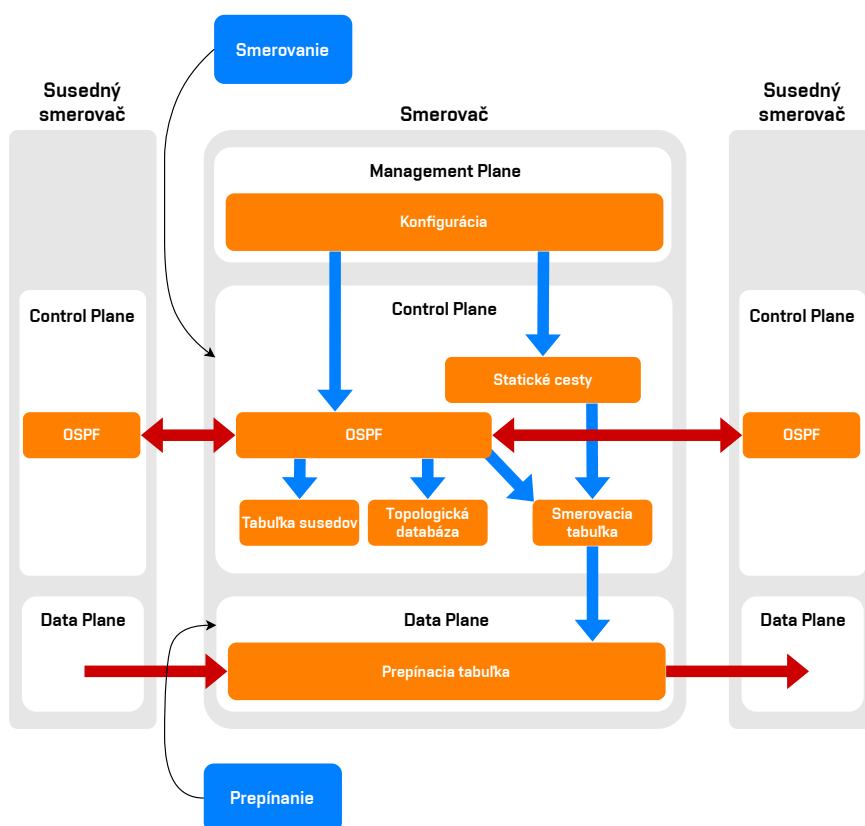 Smerovanie
Susedný
smerovač
Smerovač
Susedný
smerovač
Management Plane
Konfigurácia
Control Plane
Control Plane
Control Plane
Statické cesty
OSPF
OSPF
OSPF
Tabuľka susedov
Topologická
databáza
Smerovacia
tabuľka
Data Plane
Data Plane
Data Plane
Prepínacia tabuľka
Prepínanie